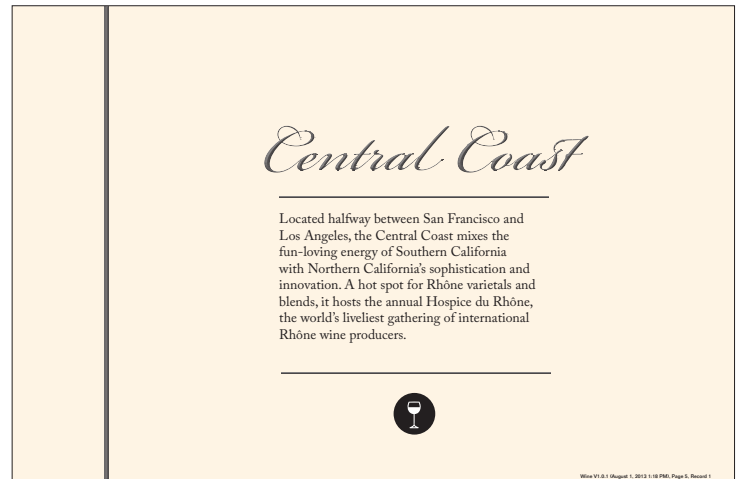 Central Coast
Located halfway between San Francisco and
Los Angeles, the Central Coast mixes the
fun-loving energy of Southern California
with Northern California’s sophistication and
innovation. A hot spot for Rhône varietals and
blends, it hosts the annual Hospice du Rhône,
the world’s liveliest gathering of international
Rhône wine producers.
Wine V1.0.1 (August 1, 2013 1:18 PM), Page 5, Record 1